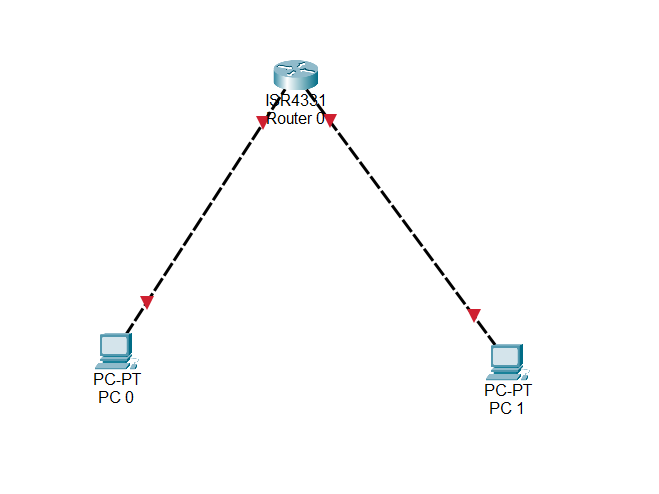 ISR4331
Router 0
PC-PT
PC 0
PC-PT
PC 1